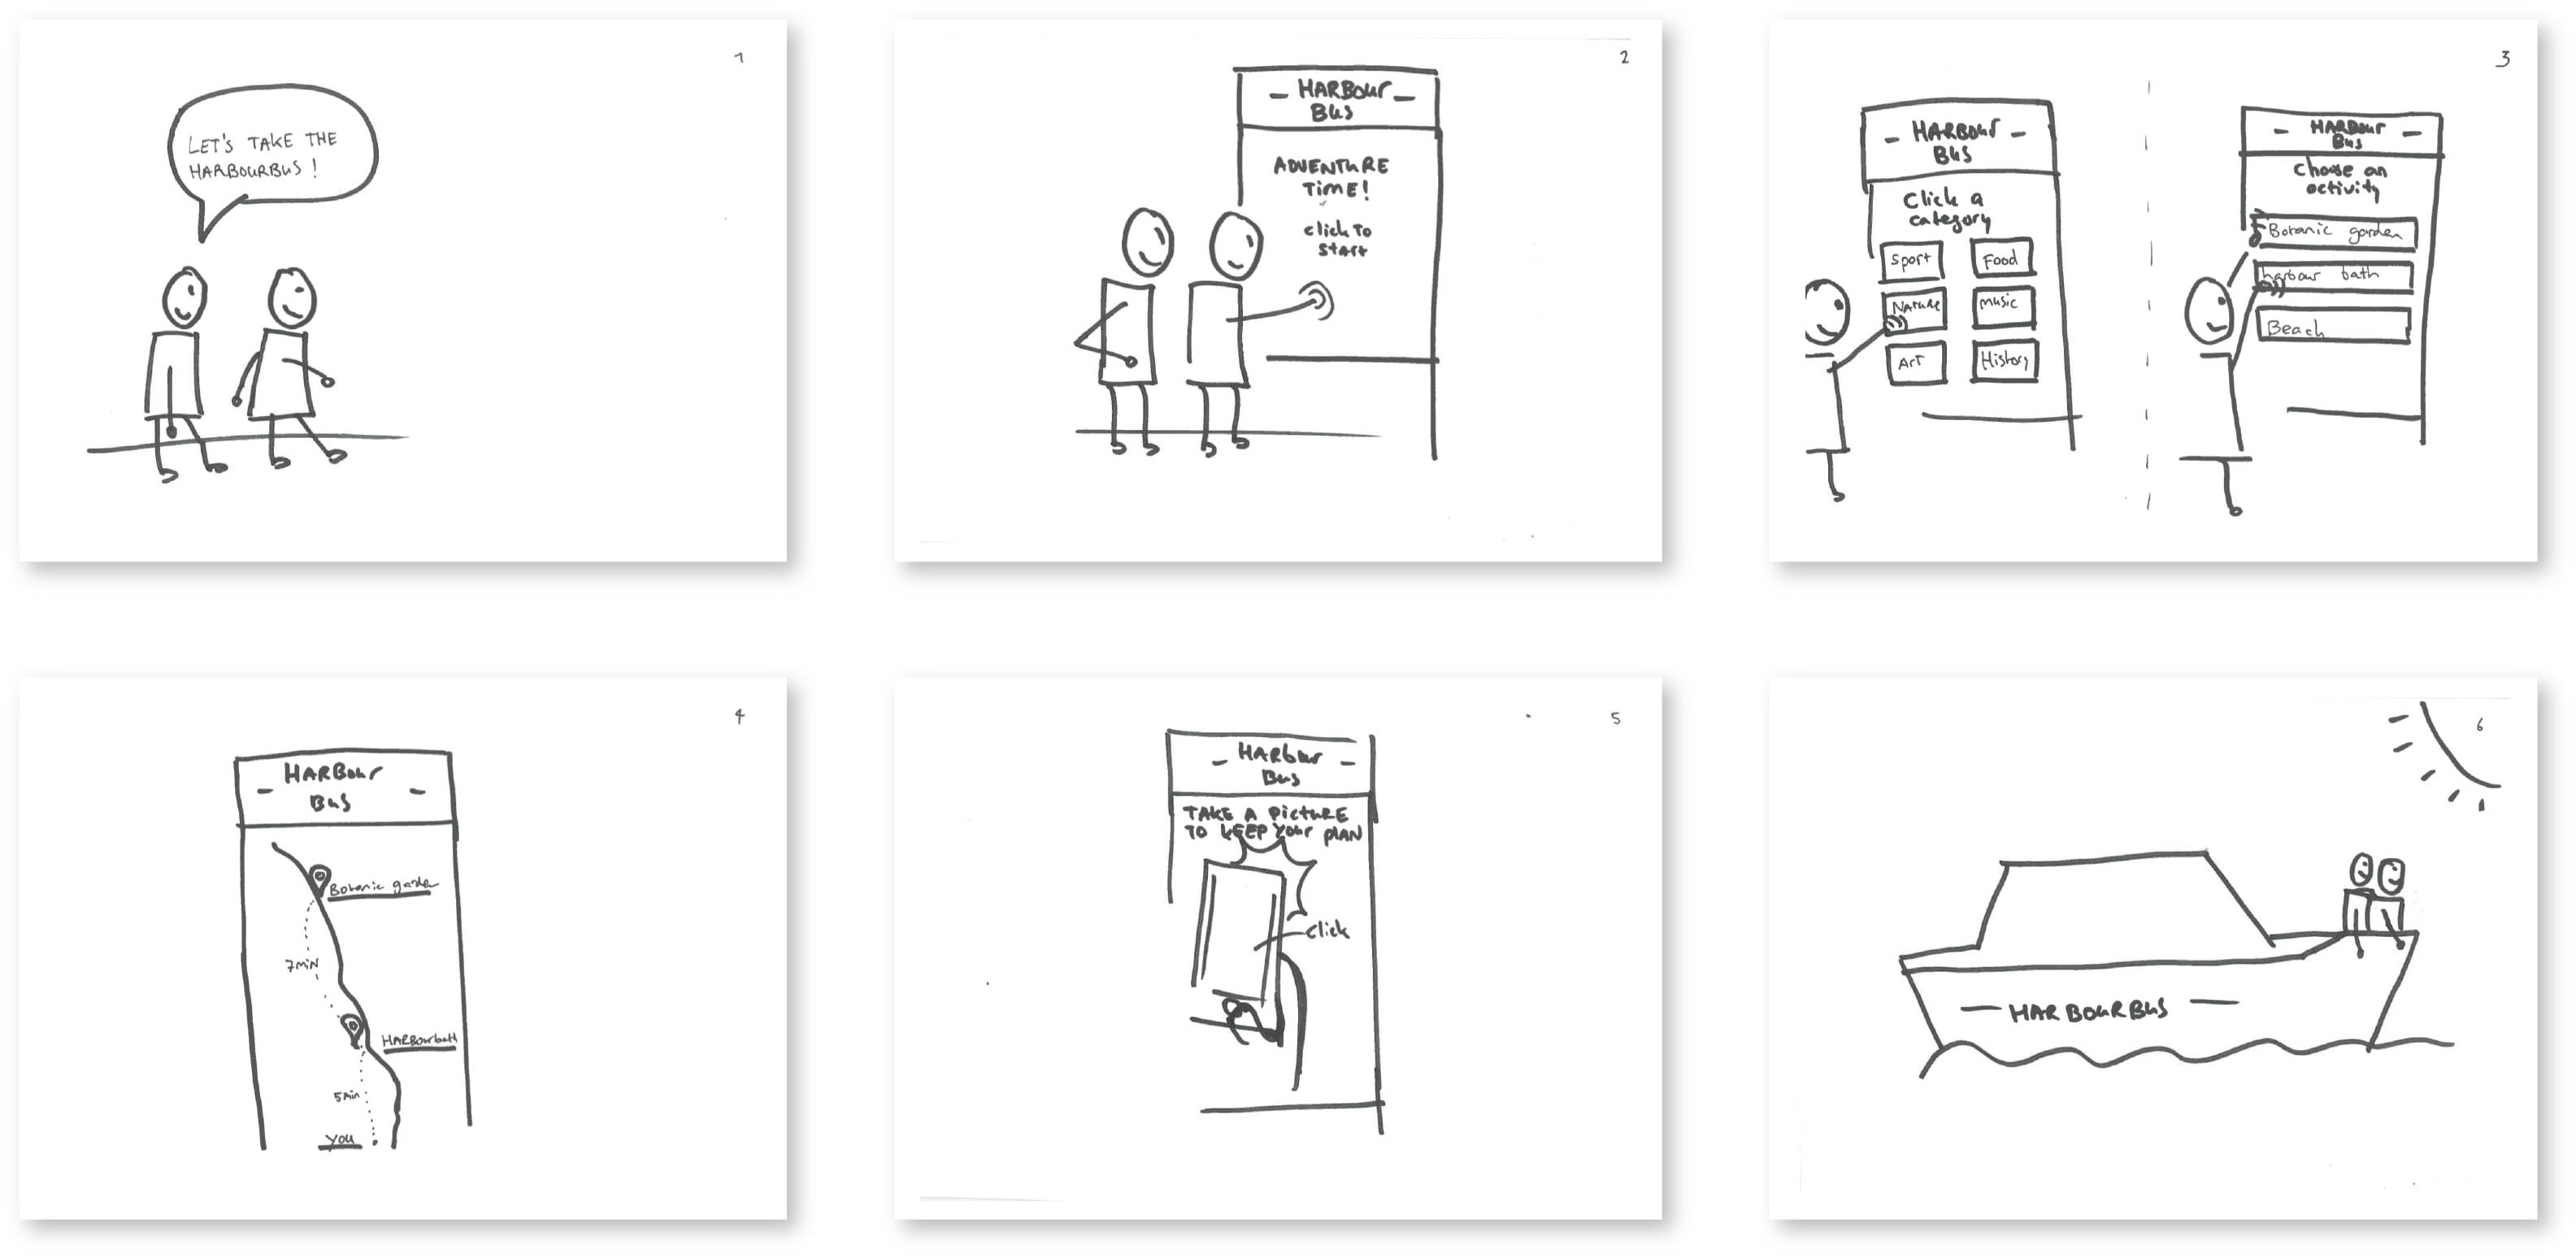 1
LET'S TAKE THE
HARBOURBUS!
2
- HARBOUr -
Bus
ADVENTURE
TIME!
click To
start
3
- HARBOUr -
Bus
Click a
category
Sport
Food
Nature
music
Art
History
- HARBOUr -
Bus
Choose an
activity
Botanic garden
harbour bath
Beach
4
HARBOUr
- Bus -
Botanic garden
7min
HARBOurbath
5min
you
5
- HARbOur -
Bus
TAKE A PictURE
TO KEEP Your PLAN
Click
6
- HARBOURBUS -